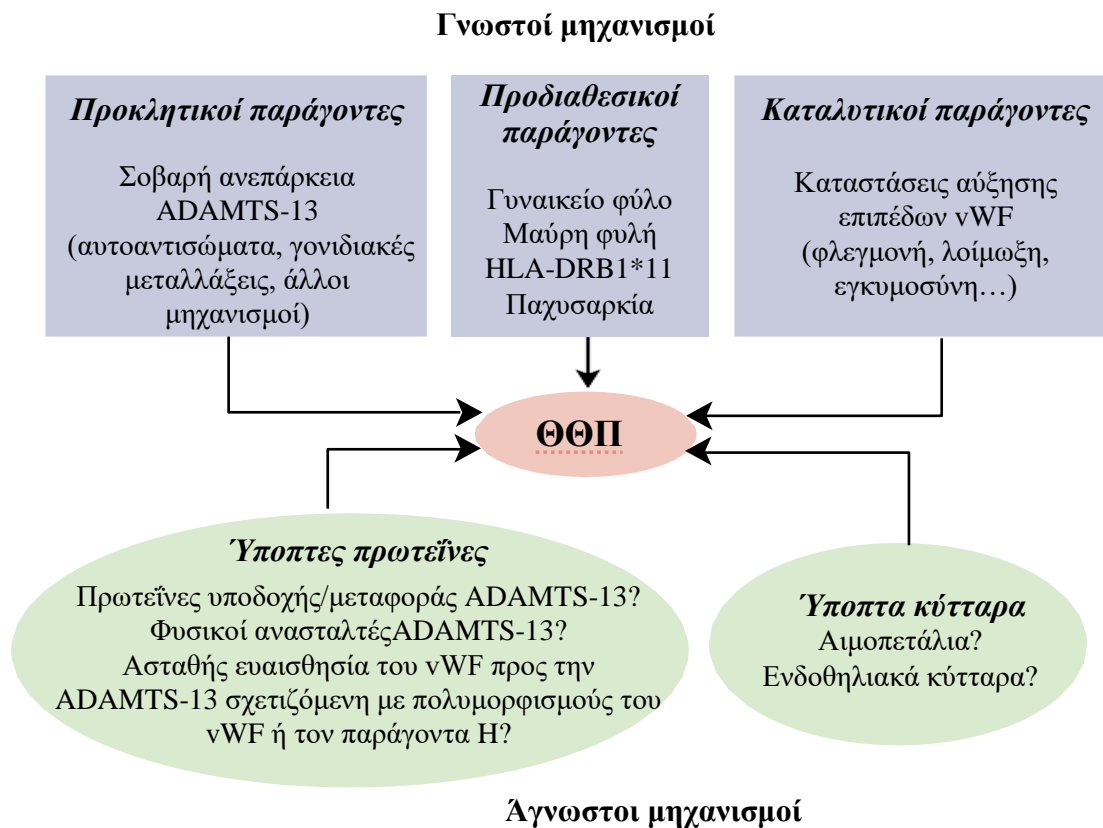 Γνωστοί μηχανισμοί
Προκλητικοί παράγοντες
Σοβαρή ανεπάρκεια
ADAMTS-13
(αυτοαντισώματα, γονιδιακές
μεταλλάξεις, άλλοι
μηχανισμοί)
Προδιαθεσικοί
παράγοντες
Γυναικείο φύλο
Μαύρη φυλή
HLA-DRB1*11
Παχυσαρκία
Καταλυτικοί παράγοντες
Καταστάσεις αύξησης
επιπέδων vWF
(φλεγμονή, λοίμωξη,
εγκυμοσύνη…)
ΘΘΠ
Ύποπτες πρωτεΐνες
Πρωτεΐνες υποδοχής/μεταφοράς ADAMTS-13?
Φυσικοί ανασταλτέςADAMTS-13?
Ασταθής ευαισθησία του vWF προς την
ADAMTS-13 σχετιζόμενη με πολυμορφισμούς του
vWF ή τον παράγοντα Η?
Ύποπτα κύτταρα
Αιμοπετάλια?
Ενδοθηλιακά κύτταρα?
Άγνωστοι μηχανισμοί